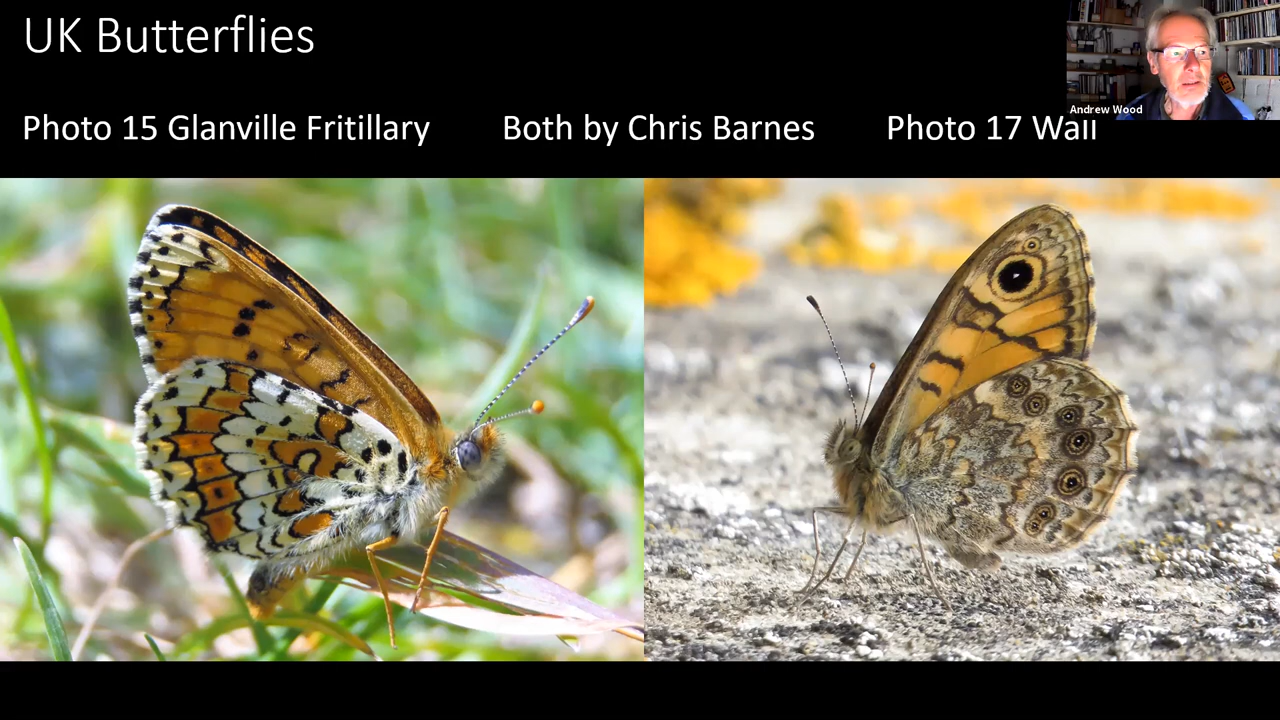 UK Butterflies
Andrew Wood
Photo 15 Glanville Fritillary Both by Chris Barnes Photo 17 Wall